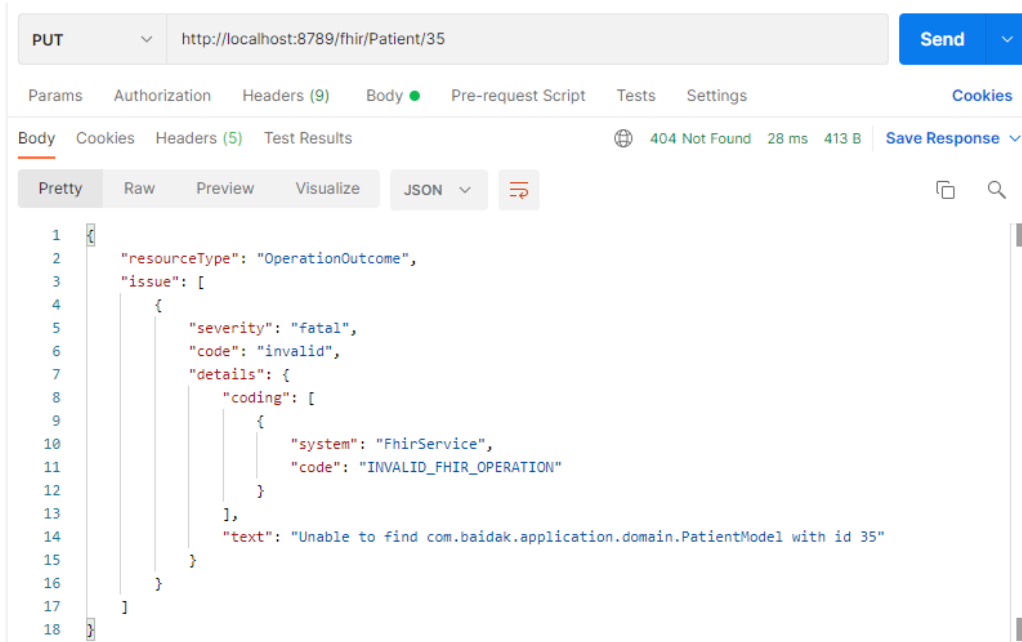 PUT http://localhost:8789/fhir/Patient/35 Send
Params Authorization Headers (9) Body Pre-request Script Tests Settings Cookies
Body Cookies Headers (5) Test Results 404 Not Found 28 ms 413 B Save Response
Pretty Raw Preview Visualize JSON
1 {
2 "resourceType": "OperationOutcome",
3 "issue": [
4 {
5 "severity": "fatal",
6 "code": "invalid",
7 "details": {
8 "coding": [
9 {
10 "system": "FhirService",
11 "code": "INVALID_FHIR_OPERATION"
12 }
13 ],
14 "text": "Unable to find com.baidak.application.domain.PatientModel with id 35"
15 }
16 }
17 ]
18 }